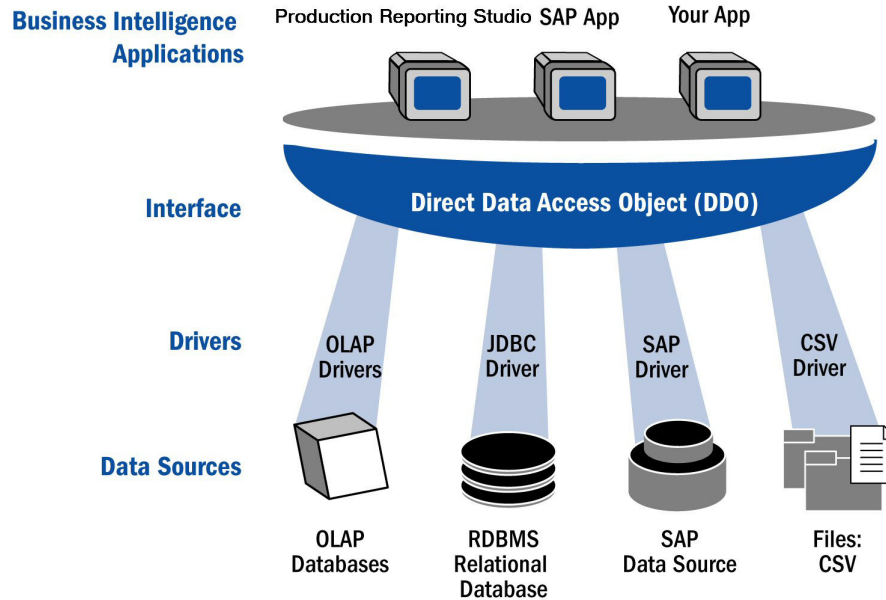 Business Intelligence
Applications
Production Reporting Studio
SAP App
Your App
Interface
Direct Data Access Object (DDO)
Drivers
OLAP
Drivers
JDBC
Driver
SAP
Driver
CSV
Driver
Data Sources
OLAP
Databases
RDBMS
Relational
Database
SAP
Data Source
Files:
CSV